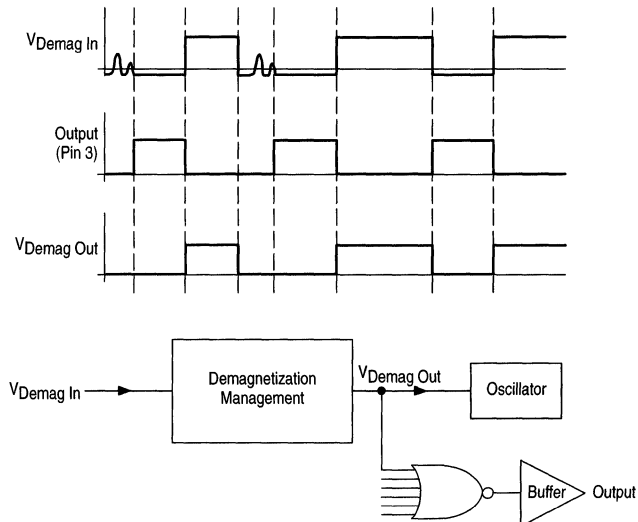 VDemag In
Output
(Pin 3)
VDemag Out
VDemag In
Demagnetization
Management
VDemag Out
Oscillator
Buffer
Output